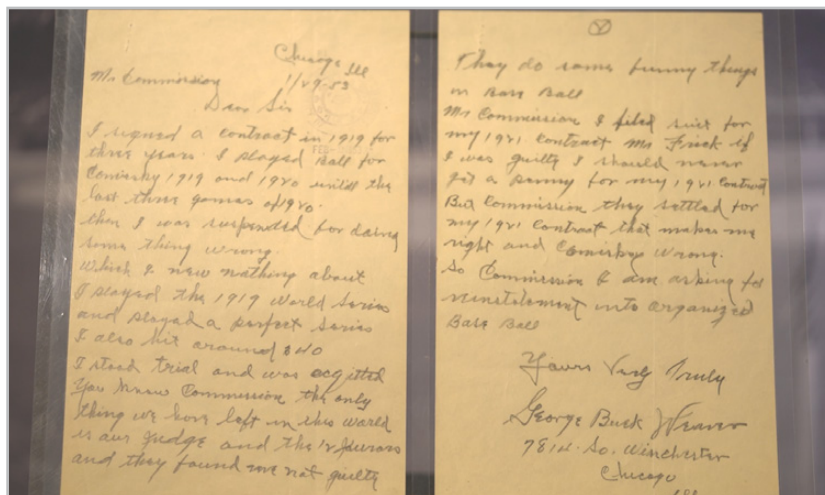 Chicago Ill
1/29-53
Mr Commission
Dear Sir
I signed a contract in 1919 for
three years I played Ball for
Comisky 1919 and 1920 untill the
last three games of 1920.
then I was suspended for doing
some thing wrong.
Which I new nothing about
I played the 1919 World Series
and played a perfect series
I also hit around 340
I stood trial and was acqitted
You know Commission the only
thing we have left in this world
is our judge and the 12 jurors
and they found me not guilty
They do some funny things
in Base Ball
Mr Commission I filed suit for
my 1921 contract Mr Frick if
I was guilty I should never
get a penny for my 1921 contract
But Commission they settled for
my 1921 contract that makes me
right and Comiskey wrong.
So Commission I am asking for
reinstatement into organized
Base Ball
Yours Very Truly
George Buck Weaver
7814. So. Winchester
Chicago
Ill